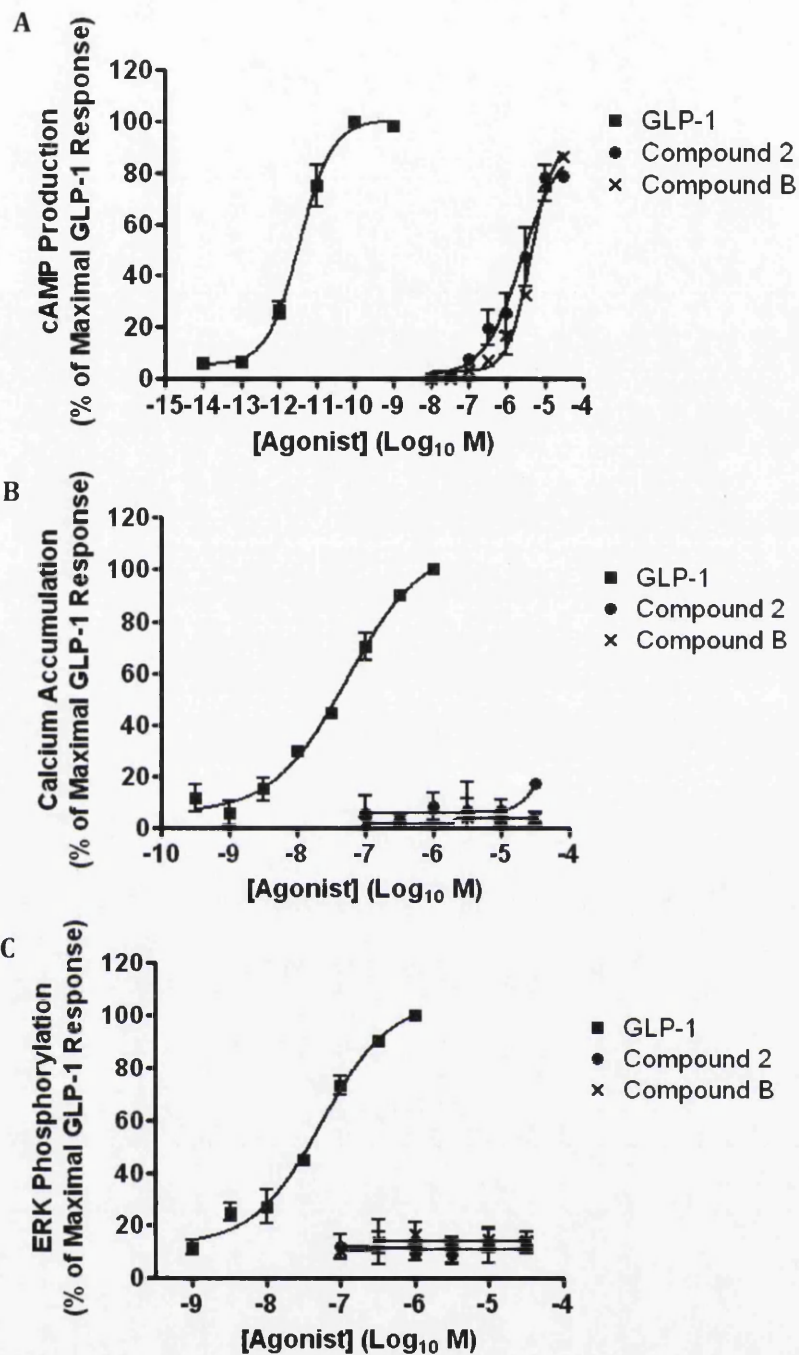 A
cAMP Production
(% of Maximal GLP-1 Response)
120
100
80
60
40
20
0
-15-14-13-12-11-10 -9 -8 -7 -6 -5 -4
[Agonist] (Log10 M)
GLP-1
Compound 2
Compound B
B
Calcium Accumulation
(% of Maximal GLP-1 Response)
120
100
80
60
40
20
0
-10 -9 -8 -7 -6 -5 -4
[Agonist] (Log10 M)
GLP-1
Compound 2
Compound B
C
ERK Phosphorylation
(% of Maximal GLP-1 Response)
120
100
80
60
40
20
0
-9 -8 -7 -6 -5 -4
[Agonist] (Log10 M)
GLP-1
Compound 2
Compound B